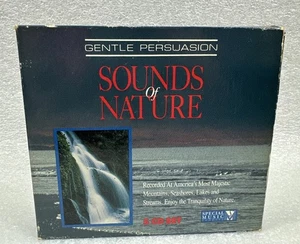 GENTLE PERSUASION
SOUNDS
Of
NATURE
Recorded At America's Most Majestic
Mountains, Seashores, Lakes and
Streams. Enjoy the Tranquility of Nature.
SPECIAL
MUSIC